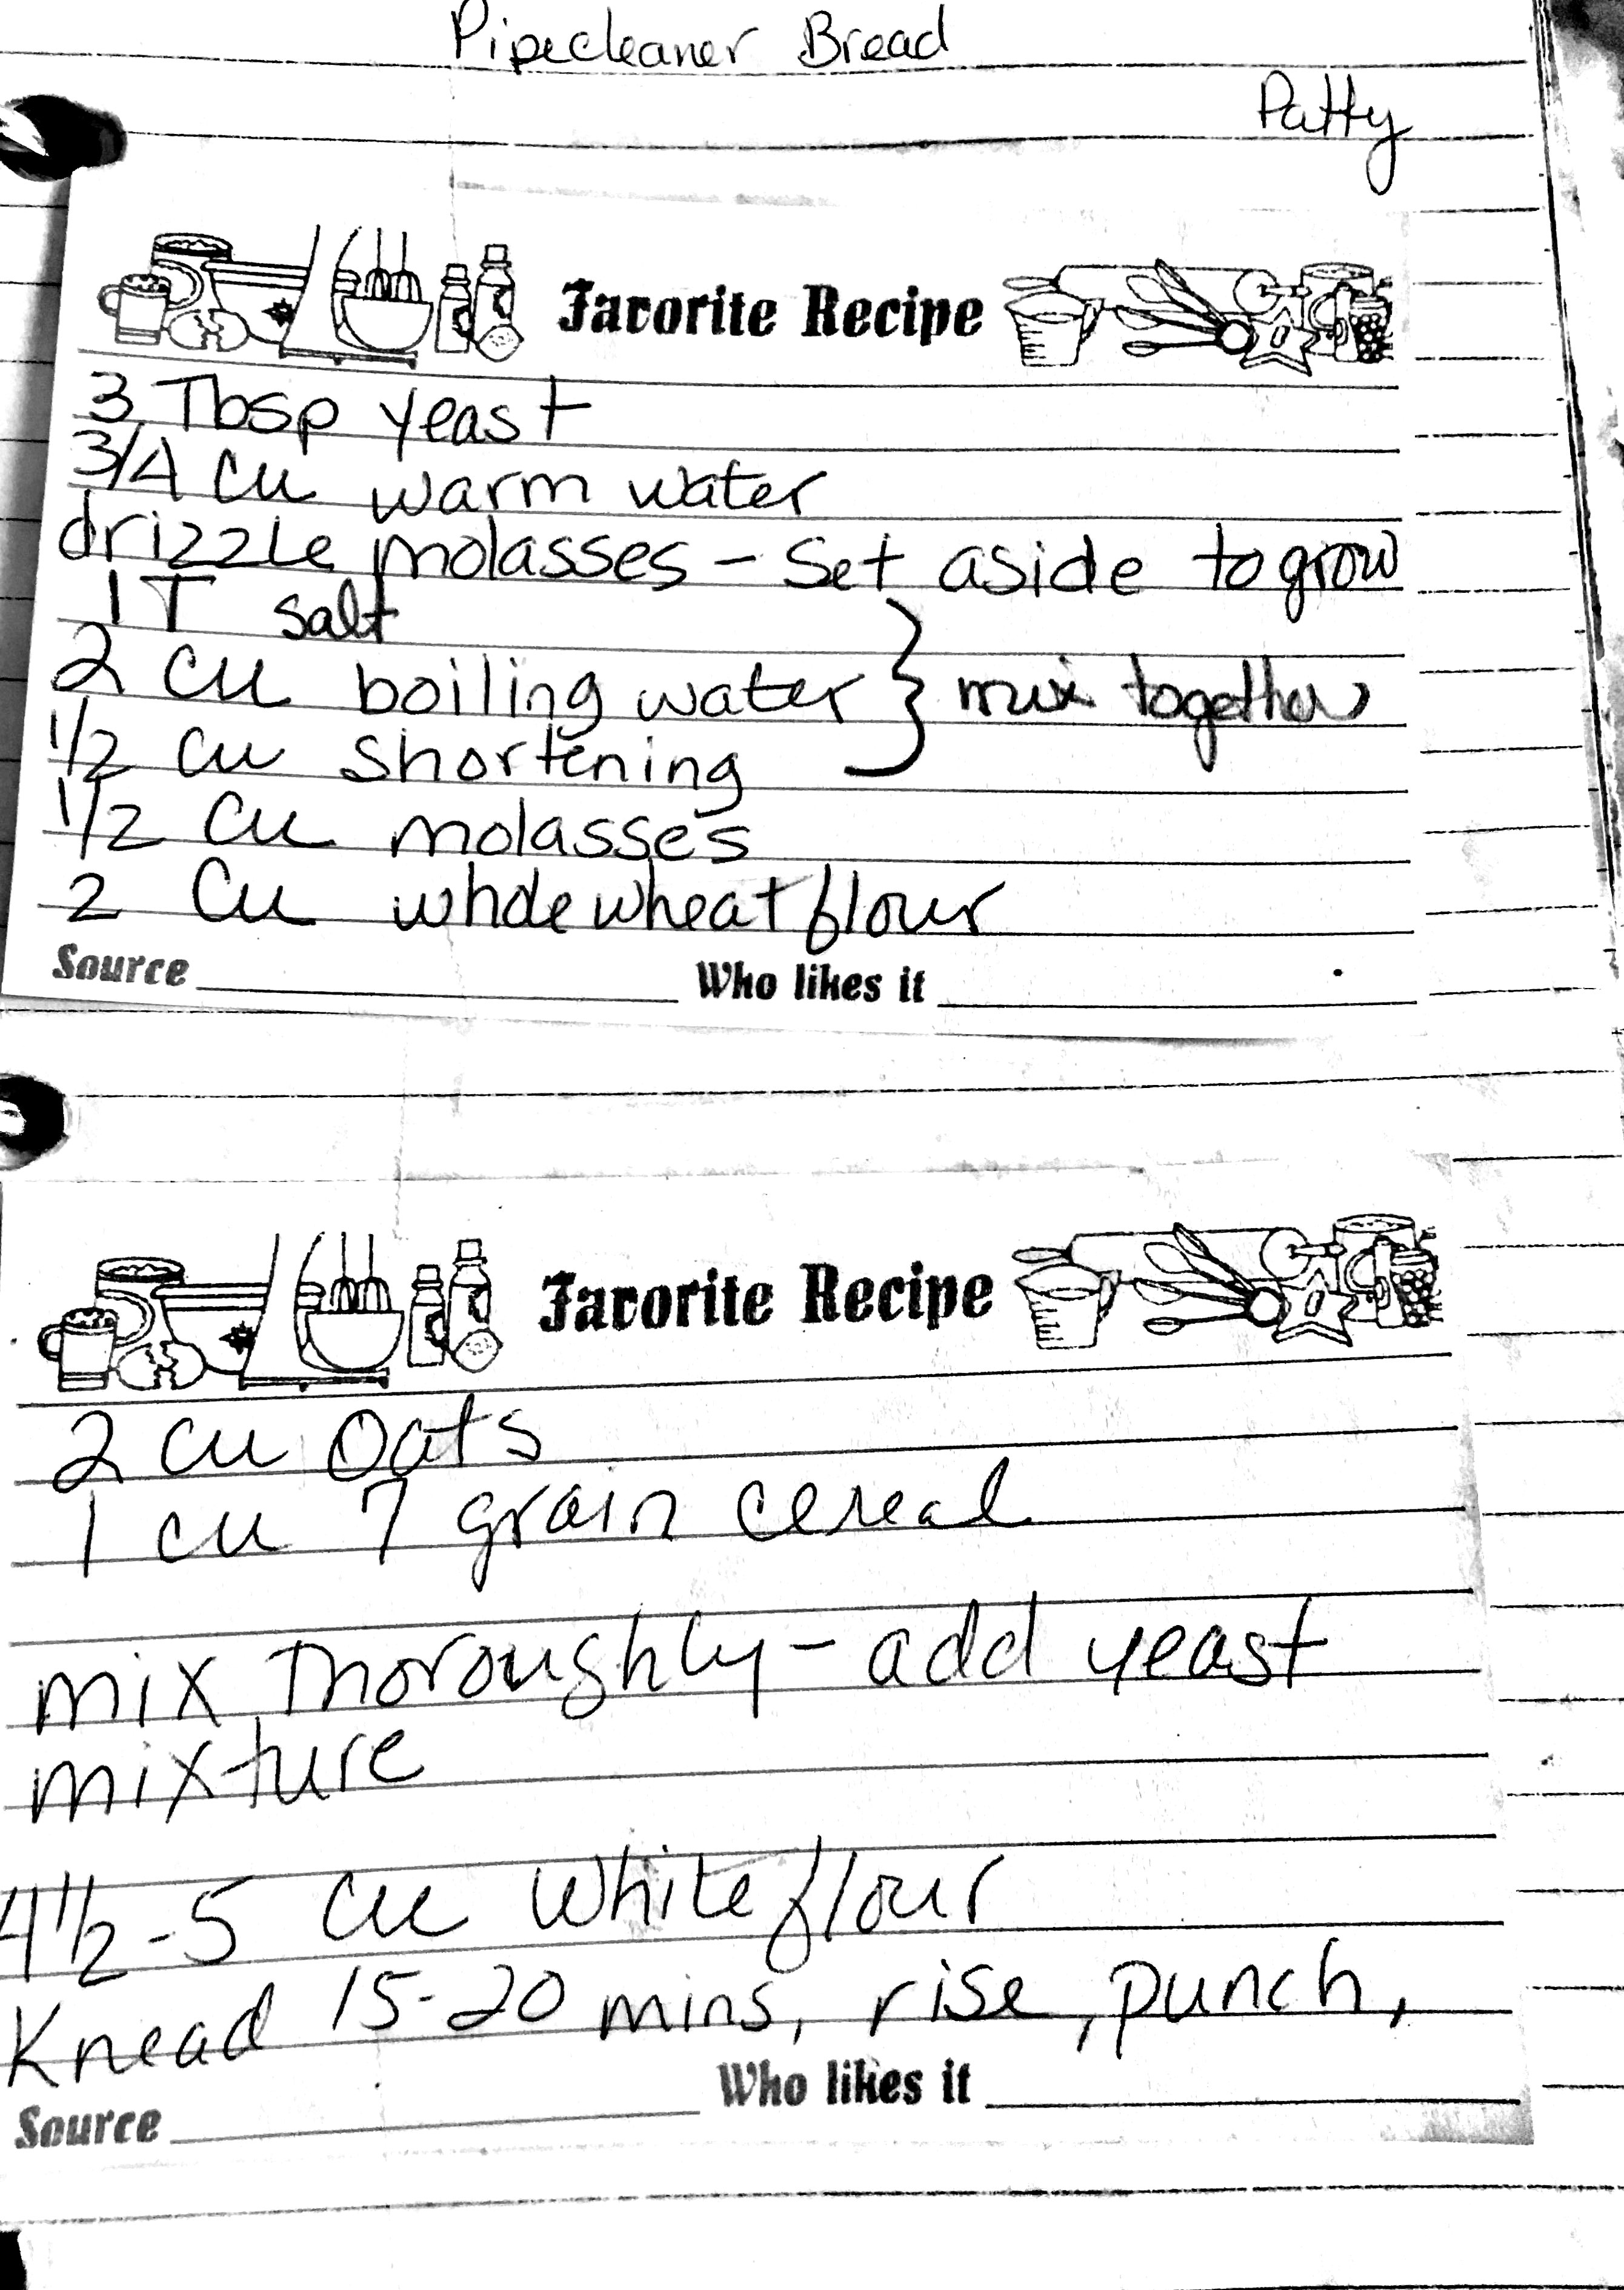 Pipecleaner Bread
Patty
Favorite Recipe
3 Tbsp yeast
3/4 cu warm water
drizzle molasses - Set aside to grow
1 T salt
2 cu boiling water } mix together
1/2 cu shortening
1/2 cu molasses
2 cu whole wheat flour
Source Who likes it
Favorite Recipe
2 cu Oats
1 cu 7 grain cereal
mix thoroughly - add yeast
mixture
4 1/2 - 5 cu white flour
Knead 15-20 mins, rise, punch,
Source Who likes it